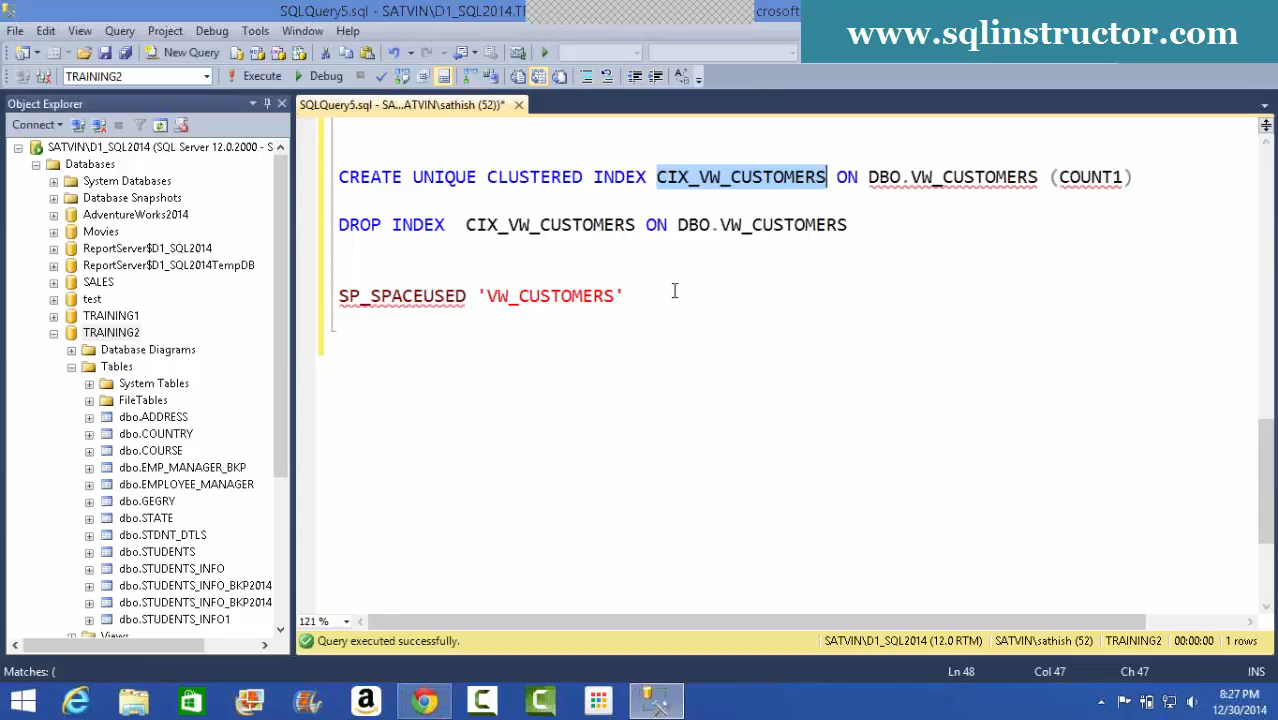 SQLQuery5.sql - SATVIN\D1_SQL2014.TR
crosoft
www.sqlinstructor.com
File Edit View Query Project Debug Tools Window Help
New Query
TRAINING2 Execute Debug
Object Explorer
SQLQuery5.sql - SA...ATVIN\sathish (52))*
Connect
SATVIN\D1_SQL2014 (SQL Server 12.0.2000 - S
Databases
System Databases
Database Snapshots
AdventureWorks2014
Movies
ReportServer$D1_SQL2014
ReportServer$D1_SQL2014TempDB
SALES
test
TRAINING1
TRAINING2
Database Diagrams
Tables
System Tables
FileTables
dbo.ADDRESS
dbo.COUNTRY
dbo.COURSE
dbo.EMP_MANAGER_BKP
dbo.EMPLOYEE_MANAGER
dbo.GEGRY
dbo.STATE
dbo.STDNT_DTLS
dbo.STUDENTS
dbo.STUDENTS_INFO
dbo.STUDENTS_INFO_BKP2014
dbo.STUDENTS_INFO_BKP2014
dbo.STUDENTS_INFO1
Views
CREATE UNIQUE CLUSTERED INDEX CIX_VW_CUSTOMERS ON DBO.VW_CUSTOMERS (COUNT1)
DROP INDEX CIX_VW_CUSTOMERS ON DBO.VW_CUSTOMERS
SP_SPACEUSED 'VW_CUSTOMERS'
121 %
Query executed successfully. SATVIN\D1_SQL2014 (12.0 RTM) SATVIN\sathish (52) TRAINING2 00:00:00 1 rows
Matches: ( Ln 48 Col 47 Ch 47 INS
8:27 PM
12/30/2014